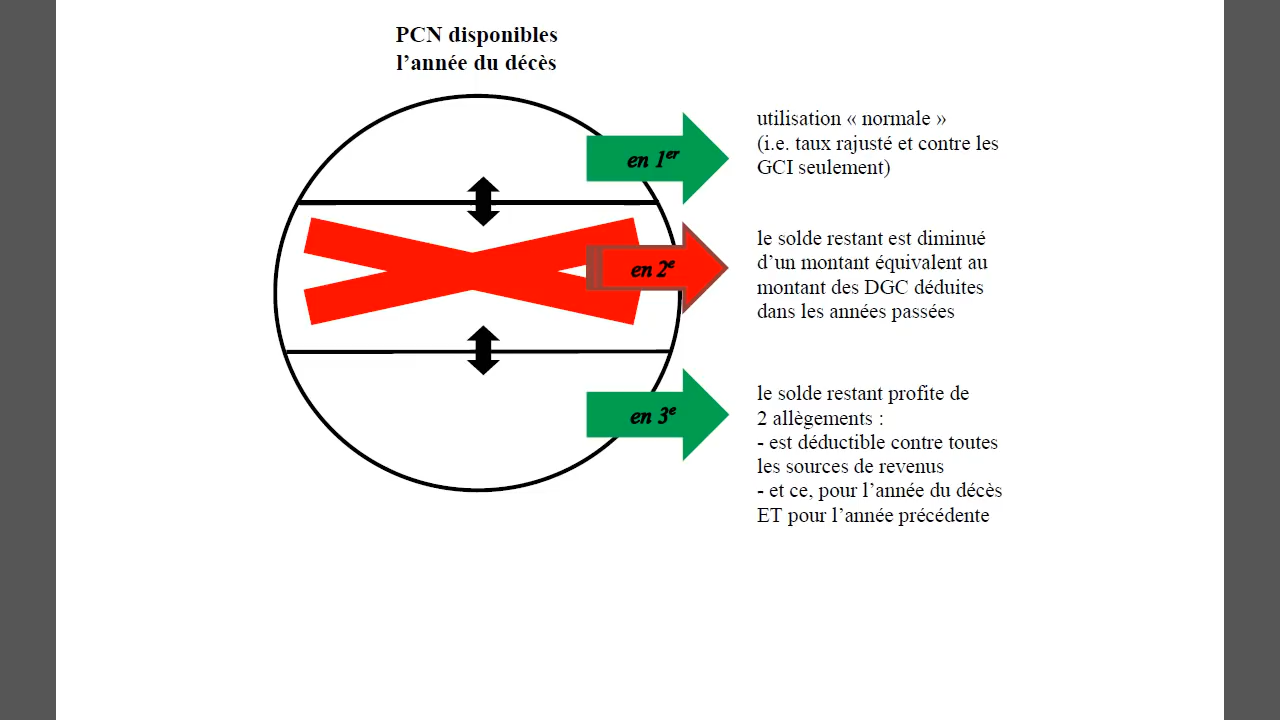 PCN disponibles
l’année du décès
en 1er
utilisation « normale »
(i.e. taux rajusté et contre les
GCI seulement)
en 2e
le solde restant est diminué
d’un montant équivalent au
montant des DGC déduites
dans les années passées
en 3e
le solde restant profite de
2 allègements :
- est déductible contre toutes
les sources de revenus
- et ce, pour l’année du décès
ET pour l’année précédente